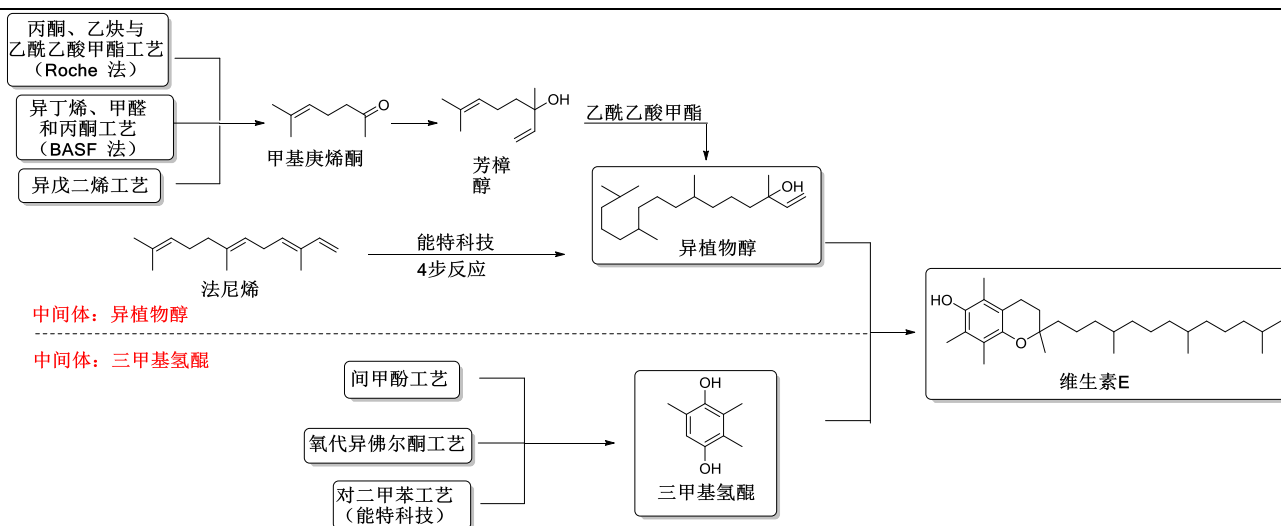 丙酮、乙炔与
乙酰乙酸甲酯工艺
（Roche 法）
异丁烯、甲醛
和丙酮工艺
（BASF 法）
异戊二烯工艺
O
甲基庚烯酮
OH
芳樟
醇
乙酰乙酸甲酯
OH
异植物醇
法尼烯
能特科技
4步反应
中间体：异植物醇
中间体：三甲基氢醌
HO
O
维生素E
间甲酚工艺
氧代异佛尔酮工艺
对二甲苯工艺
（能特科技）
OH
OH
三甲基氢醌